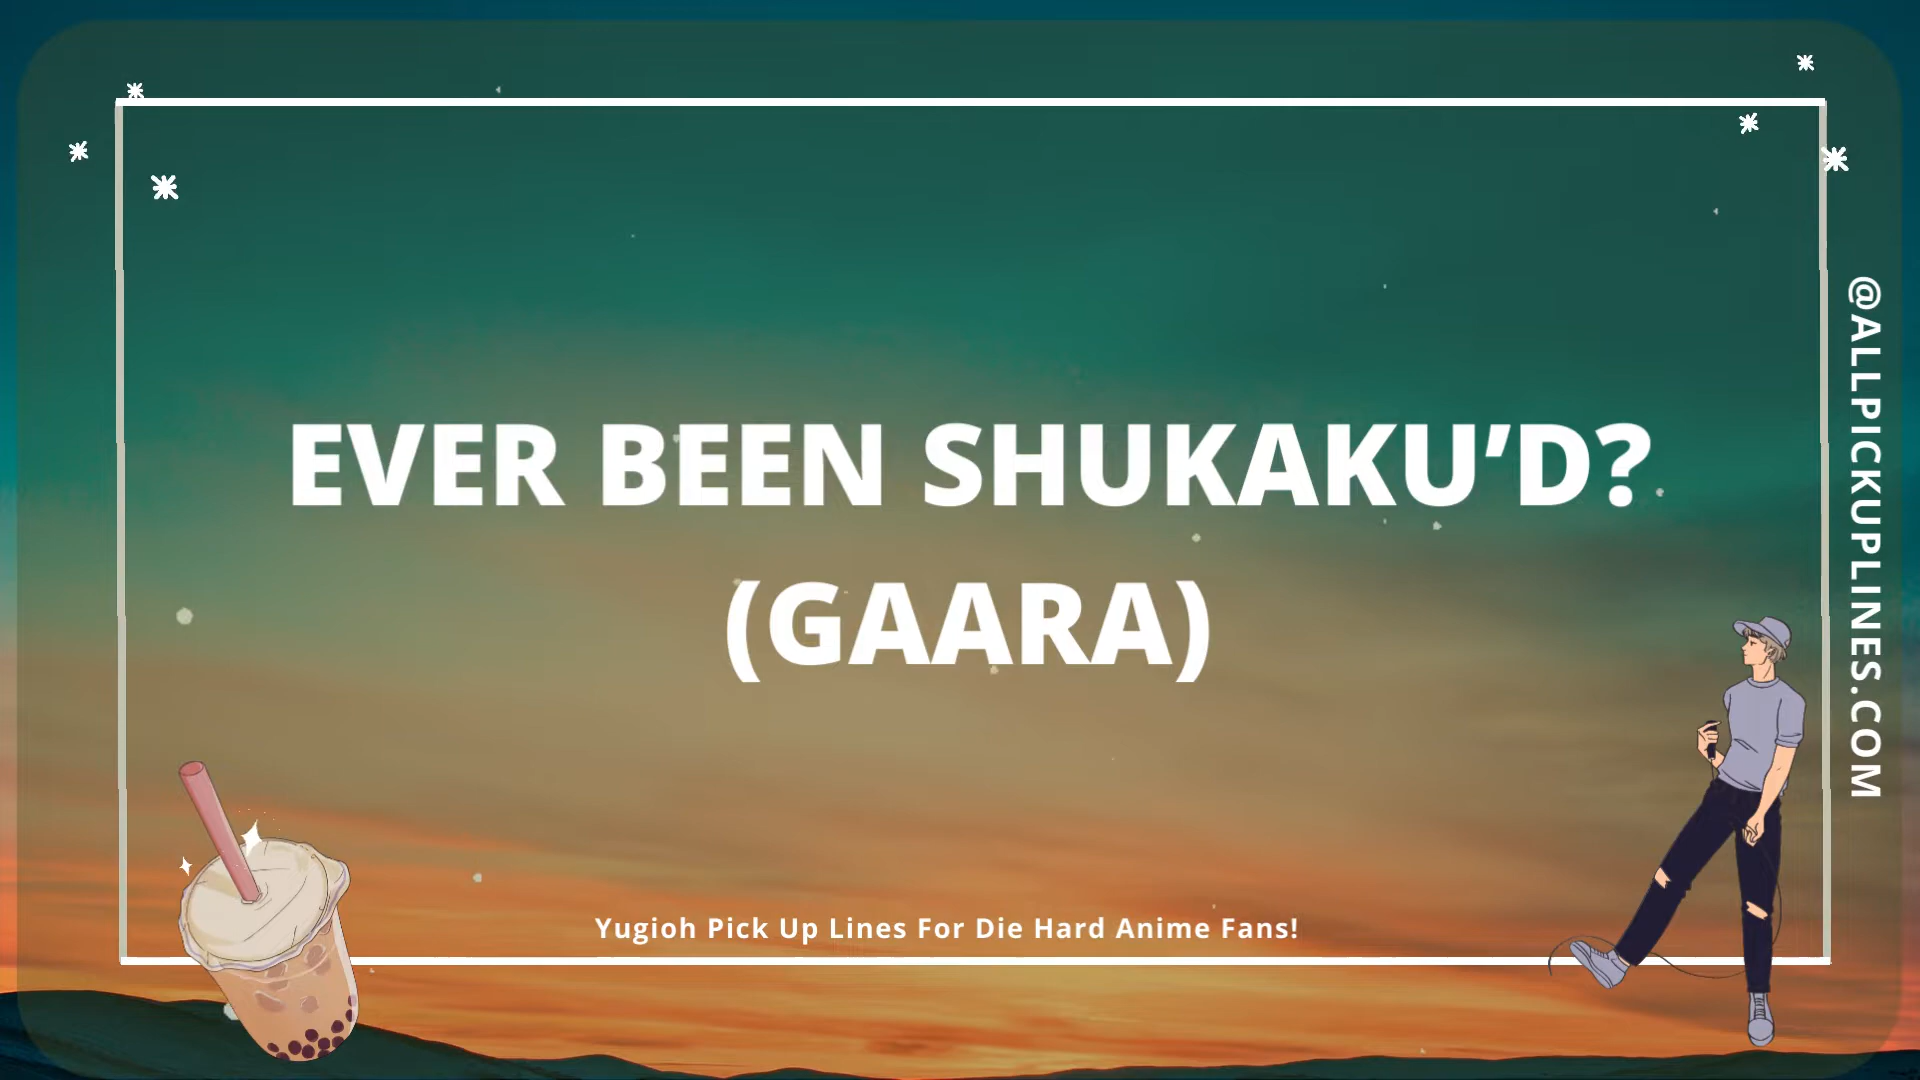 EVER BEEN SHUKAKU’D?
(GAARA)
Yugioh Pick Up Lines For Die Hard Anime Fans!
@ALLPICKUPLINES.COM